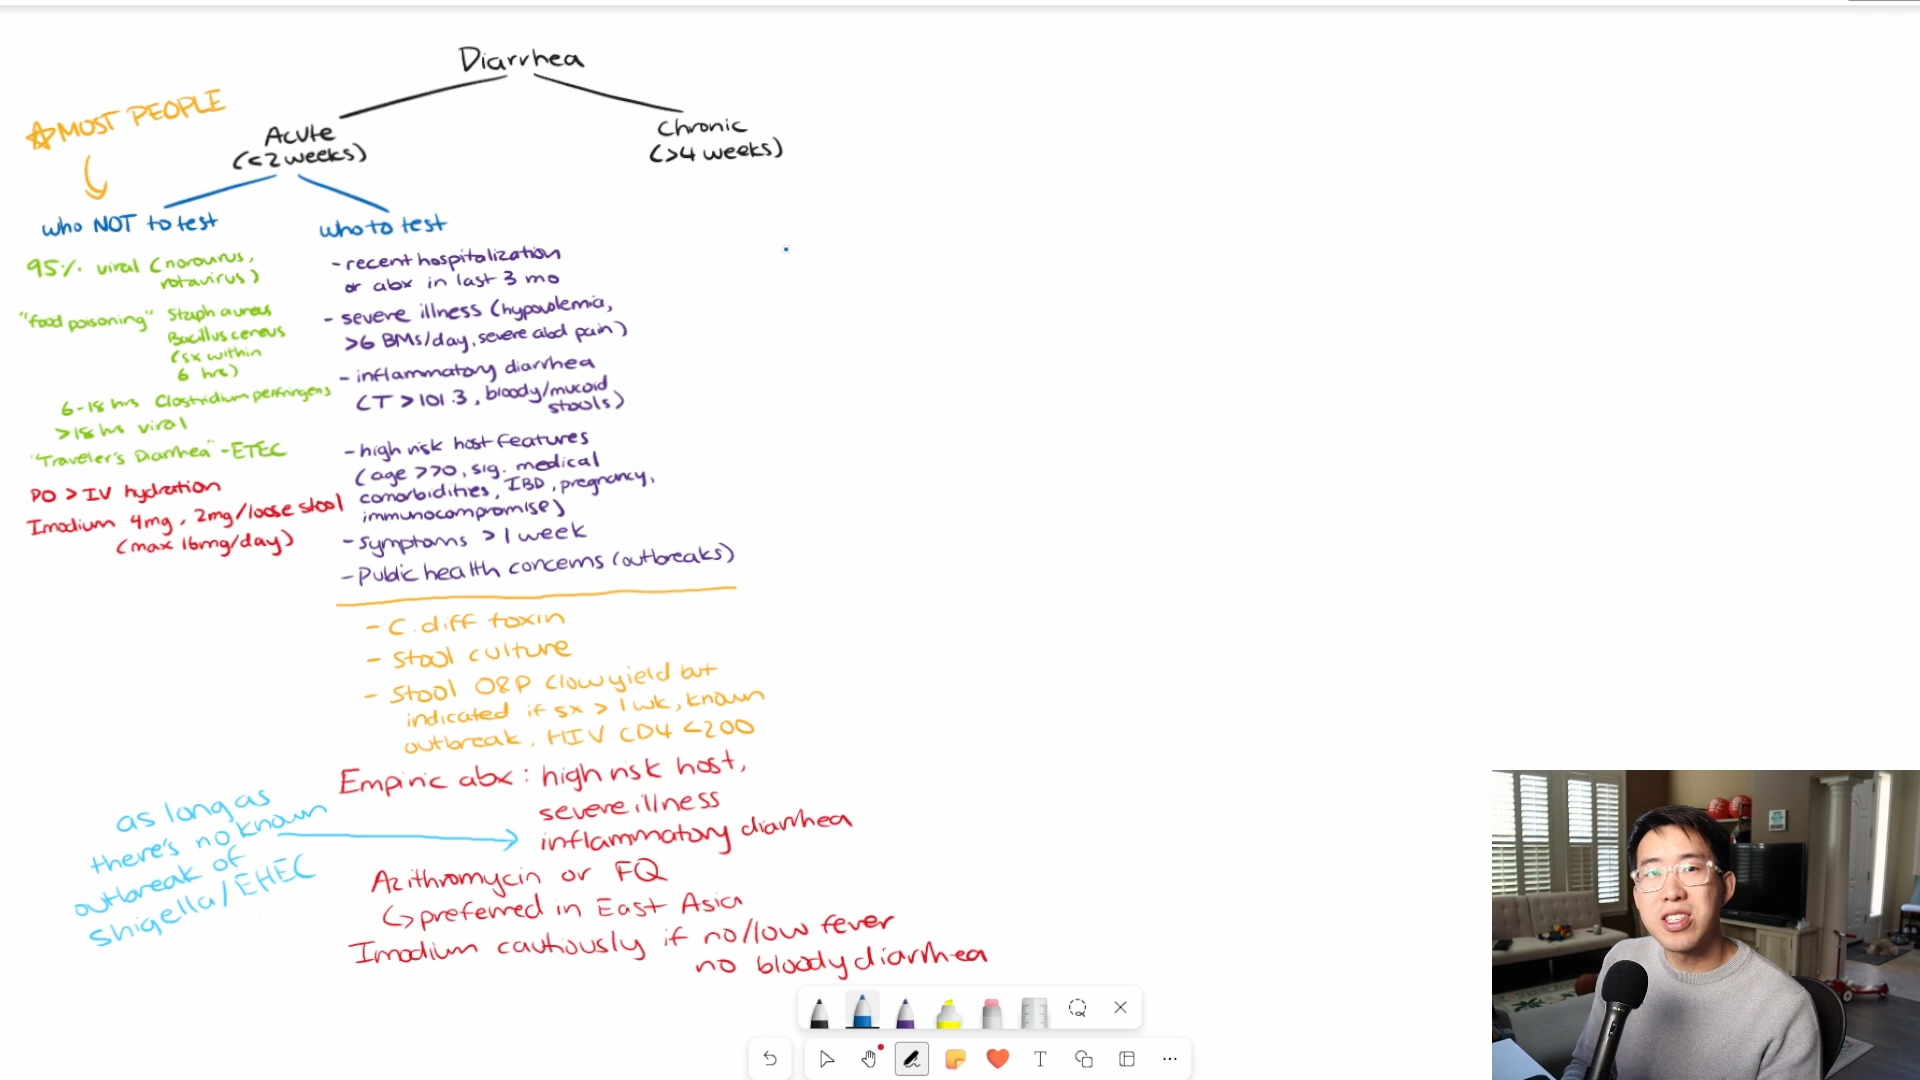 Diarrhea
MOST PEOPLE
Acute
(<2 weeks)
Chronic
(>4 weeks)
who NOT to test
95% viral (norovirus,
rotavirus)
"food poisoning" Staph aureus
Bacillus cereus
(sx within
6 hrs)
6-18 hrs Clostridium perfringens
>18 hrs viral
"Traveler's Diarrhea" - ETEC
PO > IV hydration
Imodium 4mg, 2mg/loose stool
(max 16mg/day)
who to test
- recent hospitalization
or abx in last 3 mo
- severe illness (hypovolemia,
>6 BMs/day, severe abd pain)
- inflammatory diarrhea
(T > 101.3, bloody/mucoid
stools)
- high risk host features
(age >70, sig. medical
comorbidities, IBD, pregnancy,
immunocompromise)
- symptoms > 1 week
- Public health concerns (outbreaks)
- C. diff toxin
- Stool culture
- Stool O&P (low yield but
indicated if sx > 1 wk, known
outbreak, HIV CD4 <200
Empiric abx: high risk host,
severe illness
inflammatory diarrhea
as long as
there's no known
outbreak of
shigella/EHEC
Azithromycin or FQ
↳ preferred in East Asia
Imodium cautiously if no/low fever
no bloody diarrhea
T